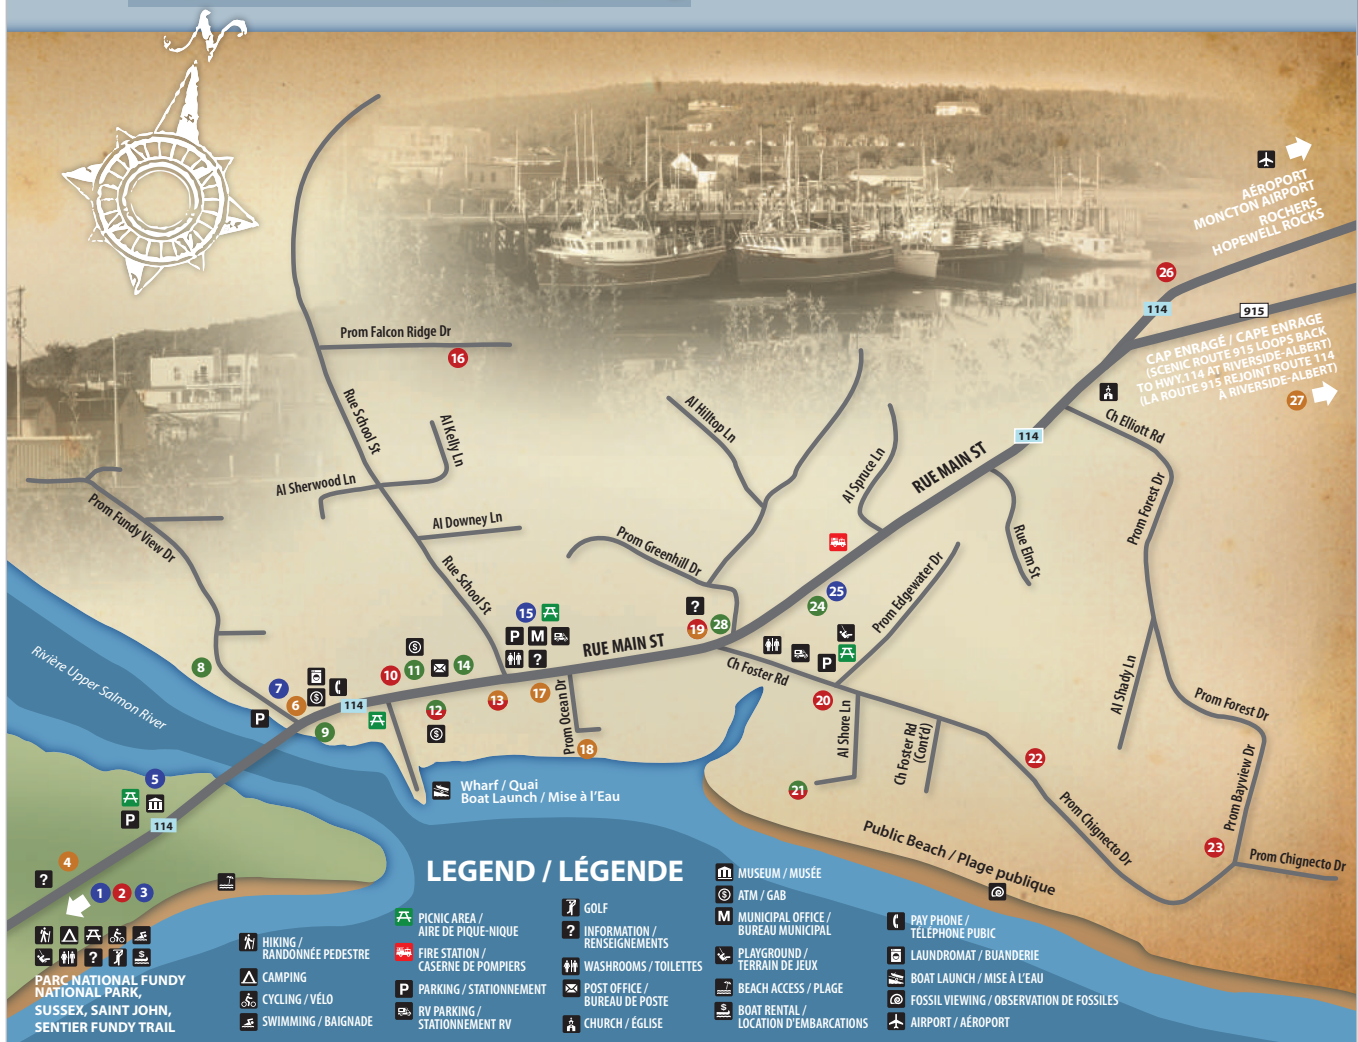 N
AÉROPORT
MONCTON AIRPORT
ROCHERS
HOPEWELL ROCKS
26
114
915
CAP ENRAGÉ / CAPE ENRAGE
(SCENIC ROUTE 915 LOOPS BACK
TO HWY.114 AT RIVERSIDE-ALBERT)
(LA ROUTE 915 REJOINT ROUTE 114
À RIVERSIDE-ALBERT)
27
Prom Falcon Ridge Dr
16
Rue School St
Al Kelly Ln
Al Hilltop Ln
Ch Elliott Rd
114
RUE MAIN ST
Al Spruce Ln
Al Sherwood Ln
Prom Fundy View Dr
Al Downey Ln
Prom Greenhill Dr
Rue Elm St
Prom Forest Dr
Rue School St
Prom Edgewater Dr
25
24
15
?
19
28
P M
?
RUE MAIN ST
P
Ch Foster Rd
20
8
Rivière Upper Salmon River
7
6
$
P
9
114
$
10
11
14
12
$
13
17
Prom Ocean Dr
18
Al Shore Ln
Ch Foster Rd
(Cont'd)
21
22
Al Shady Ln
Prom Forest Dr
Prom Bayview Dr
Prom Chignecto Dr
23
Prom Chignecto Dr
5
P
114
Wharf / Quai
Boat Launch / Mise à l'Eau
Public Beach / Plage publique
4
?
1 2 3
?
$
PARC NATIONAL FUNDY
NATIONAL PARK,
SUSSEX, SAINT JOHN,
SENTIER FUNDY TRAIL
LEGEND / LÉGENDE
HIKING /
RANDONNÉE PEDESTRE
CAMPING
CYCLING / VÉLO
SWIMMING / BAIGNADE
PICNIC AREA /
AIRE DE PIQUE-NIQUE
FIRE STATION /
CASERNE DE POMPIERS
P PARKING / STATIONNEMENT
RV PARKING /
STATIONNEMENT RV
GOLF
? INFORMATION /
RENSEIGNEMENTS
WASHROOMS / TOILETTES
POST OFFICE /
BUREAU DE POSTE
CHURCH / ÉGLISE
MUSEUM / MUSÉE
$ ATM / GAB
M MUNICIPAL OFFICE /
BUREAU MUNICIPAL
PLAYGROUND /
TERRAIN DE JEUX
BEACH ACCESS / PLAGE
$ BOAT RENTAL /
LOCATION D'EMBARCATIONS
PAY PHONE /
TÉLÉPHONE PUBIC
LAUNDROMAT / BUANDERIE
BOAT LAUNCH / MISE À L'EAU
FOSSIL VIEWING / OBSERVATION DE FOSSILES
AIRPORT / AÉROPORT